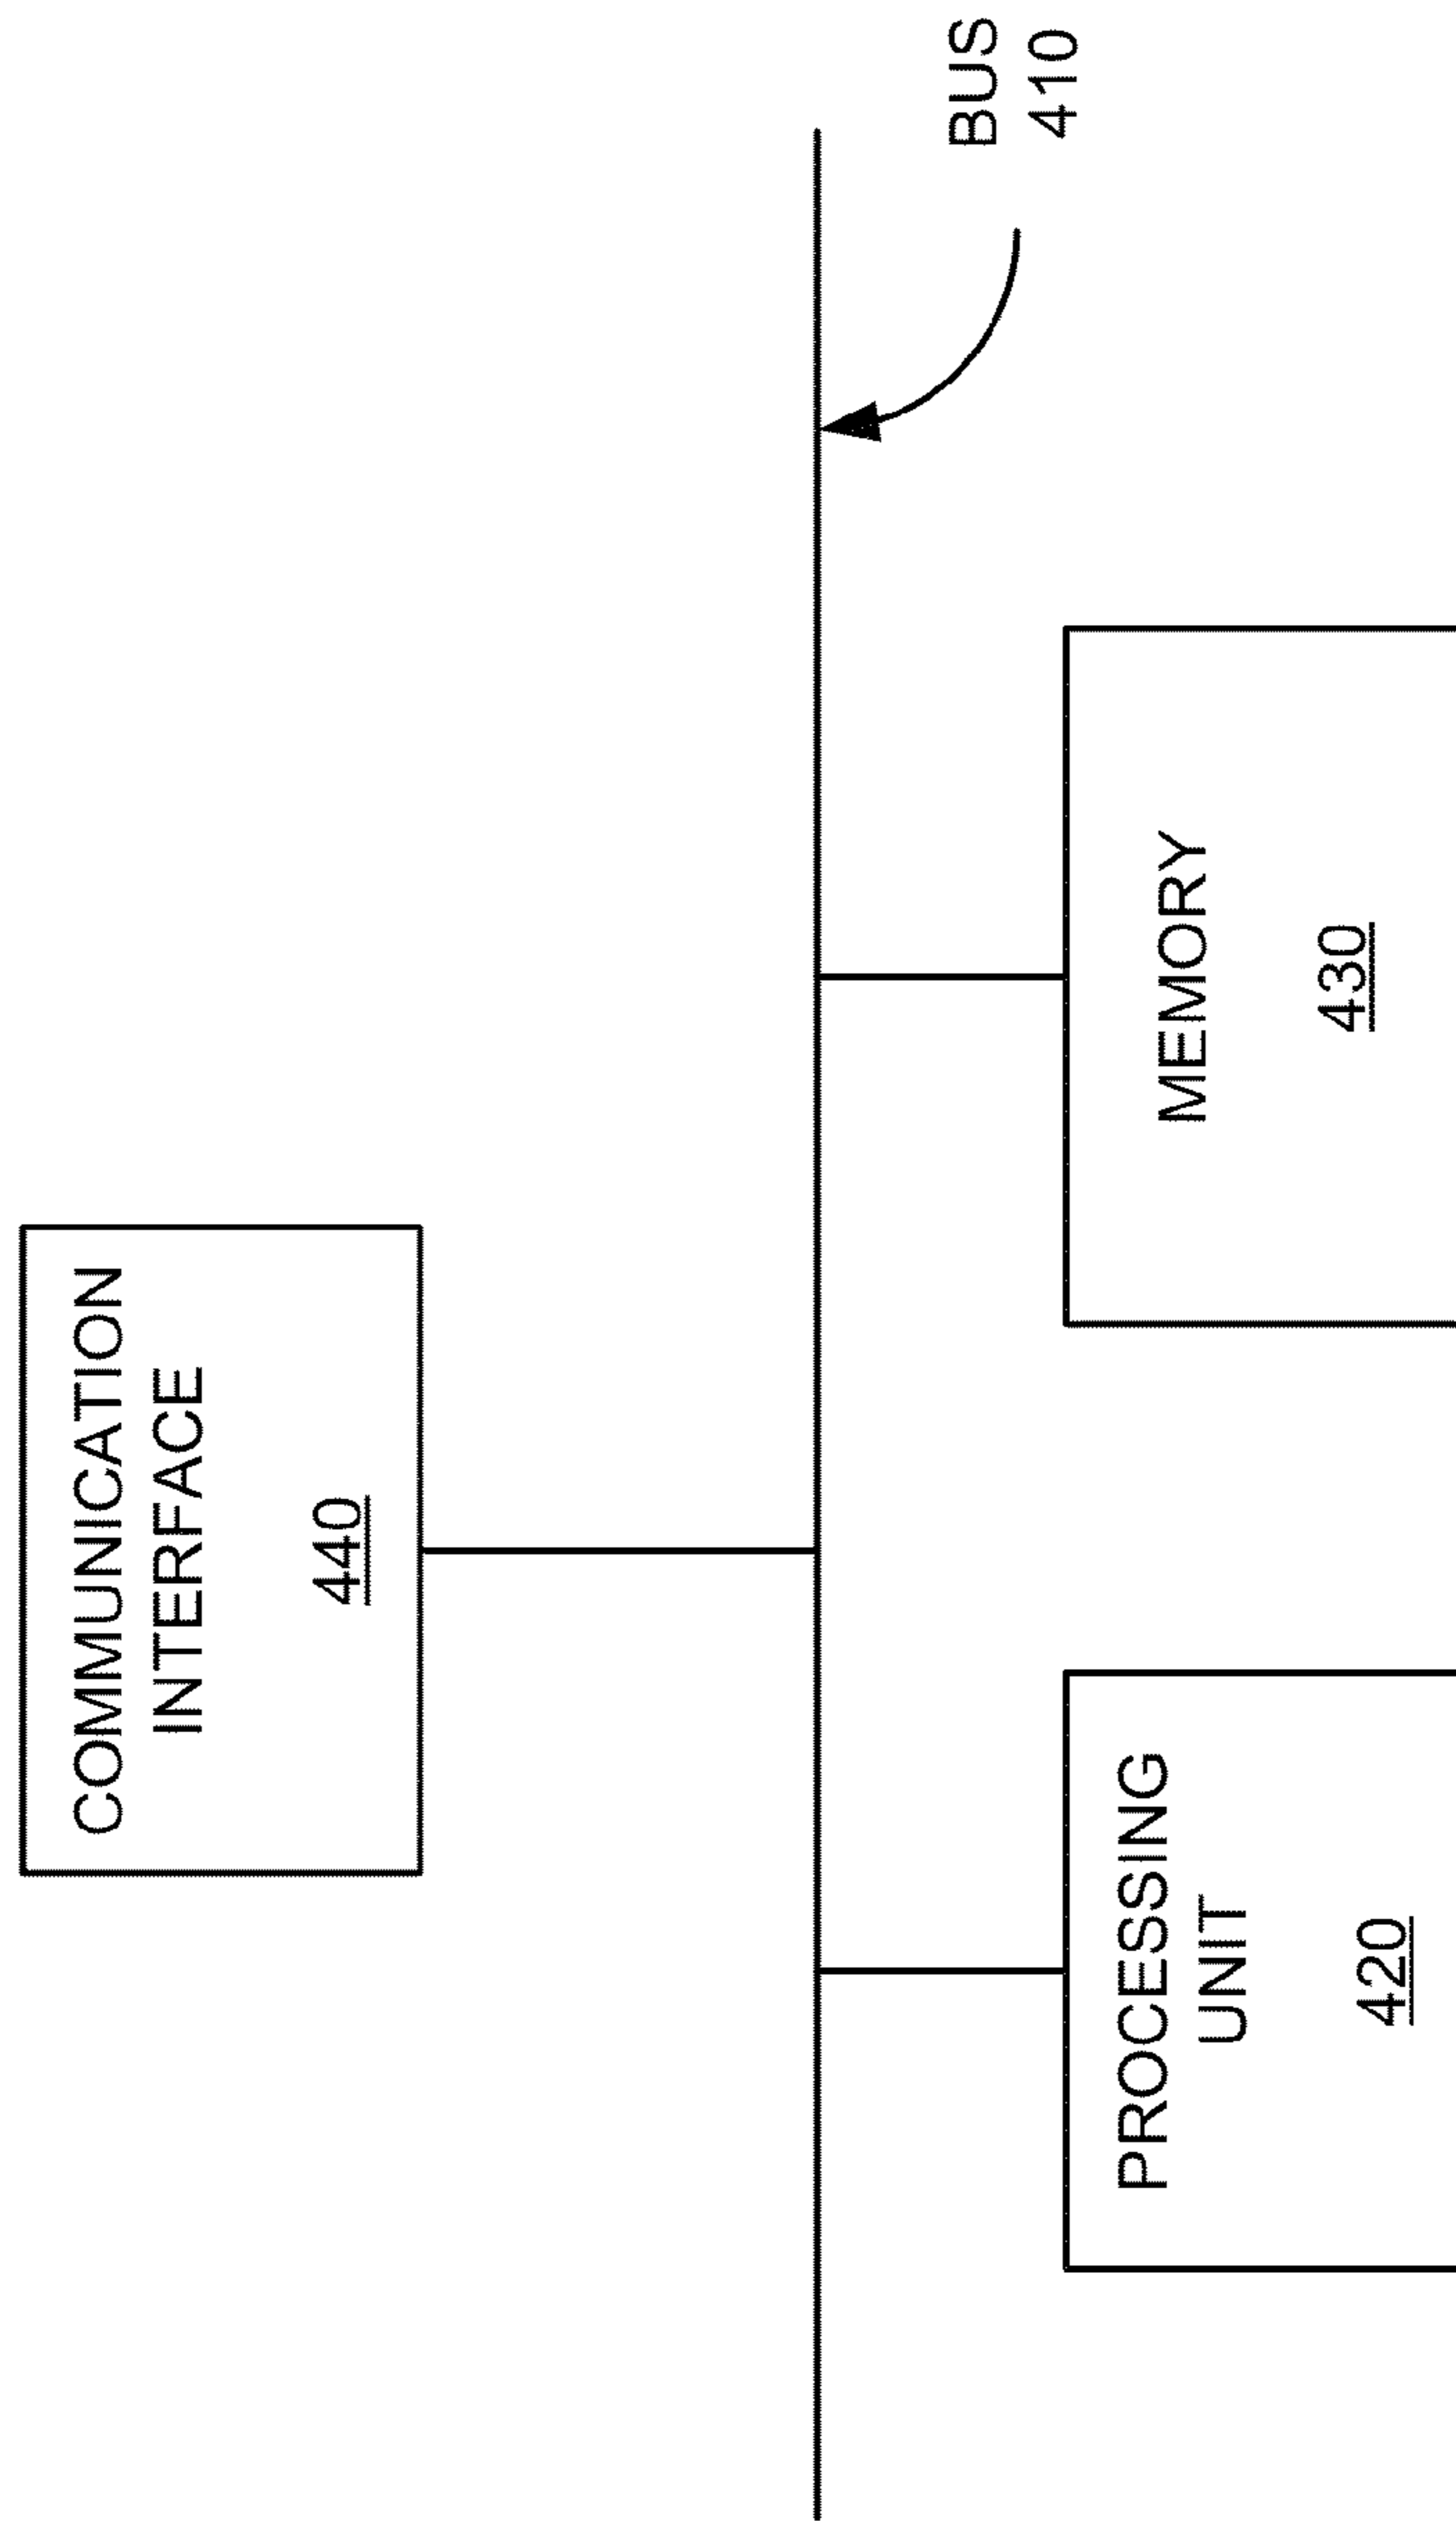 COMMUNICATION
INTERFACE
440
BUS
410
PROCESSING
UNIT
420
MEMORY
430